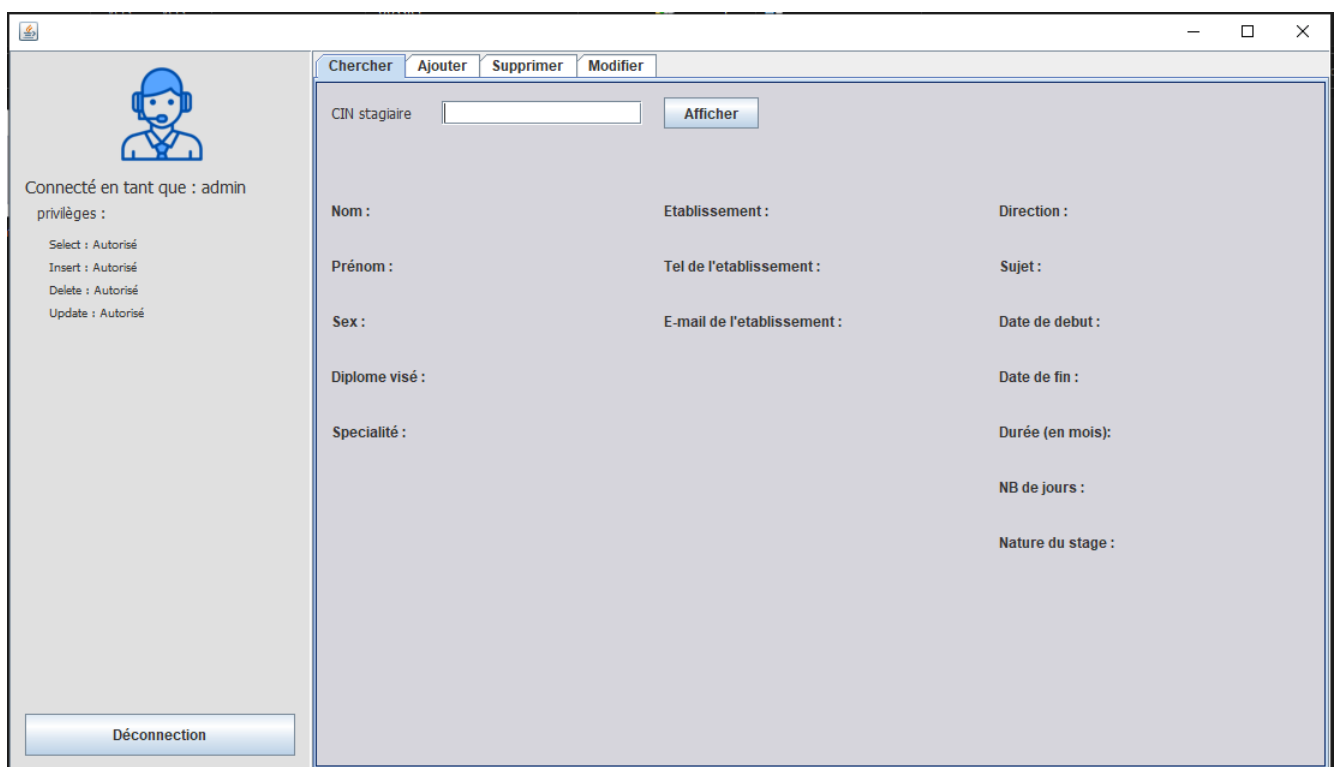 Chercher Ajouter Supprimer Modifier
CIN stagiaire Afficher
Connecté en tant que : admin
privilèges :
Select : Autorisé
Insert : Autorisé
Delete : Autorisé
Update : Autorisé
Déconnection
Nom : Etablissement : Direction :
Prénom : Tel de l'etablissement : Sujet :
Sex : E-mail de l'etablissement : Date de debut :
Diplome visé : Date de fin :
Specialité : Durée (en mois):
NB de jours :
Nature du stage :